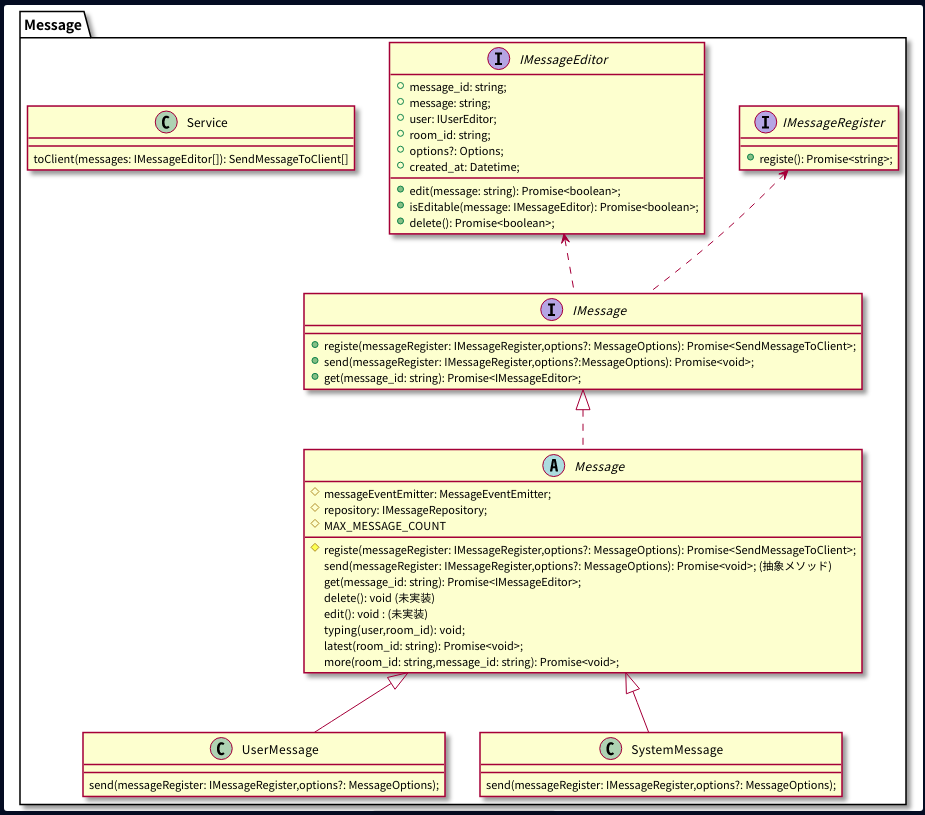 Message
I IMessageEditor
message_id: string;
message: string;
user: IUserEditor;
room_id: string;
options?: Options;
created_at: Datetime;
edit(message: string): Promise<boolean>;
isEditable(message: IMessageEditor): Promise<boolean>;
delete(): Promise<boolean>;
C Service
toClient(messages: IMessageEditor[]): SendMessageToClient[]
I IMessageRegister
registe(): Promise<string>;
I IMessage
registe(messageRegister: IMessageRegister,options?: MessageOptions): Promise<SendMessageToClient>;
send(messageRegister: IMessageRegister,options?:MessageOptions): Promise<void>;
get(message_id: string): Promise<IMessageEditor>;
A Message
messageEventEmitter: MessageEventEmitter;
repository: IMessageRepository;
MAX_MESSAGE_COUNT
registe(messageRegister: IMessageRegister,options?: MessageOptions): Promise<SendMessageToClient>;
send(messageRegister: IMessageRegister,options?: MessageOptions): Promise<void>; (抽象メソッド)
get(message_id: string): Promise<IMessageEditor>;
delete(): void (未実装)
edit(): void : (未実装)
typing(user,room_id): void;
latest(room_id: string): Promise<void>;
more(room_id: string,message_id: string): Promise<void>;
C UserMessage
send(messageRegister: IMessageRegister,options?: MessageOptions);
C SystemMessage
send(messageRegister: IMessageRegister,options?: MessageOptions);